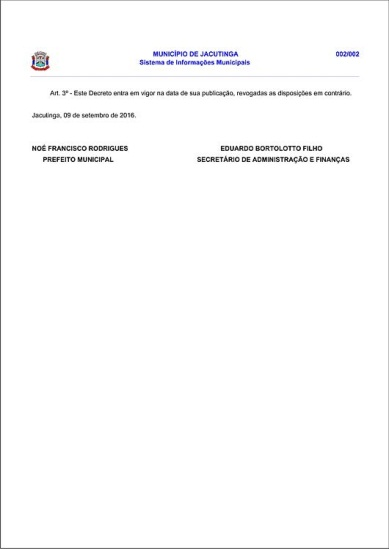 MUNICÍPIO DE JACUTINGA 002/002
Sistema de Informações Municipais
Art. 3º - Este Decreto entra em vigor na data de sua publicação, revogadas as disposições em contrário.
Jacutinga, 09 de setembro de 2016.
NOÉ FRANCISCO RODRIGUES EDUARDO BORTOLOTTO FILHO
PREFEITO MUNICIPAL SECRETÁRIO DE ADMINISTRAÇÃO E FINANÇAS